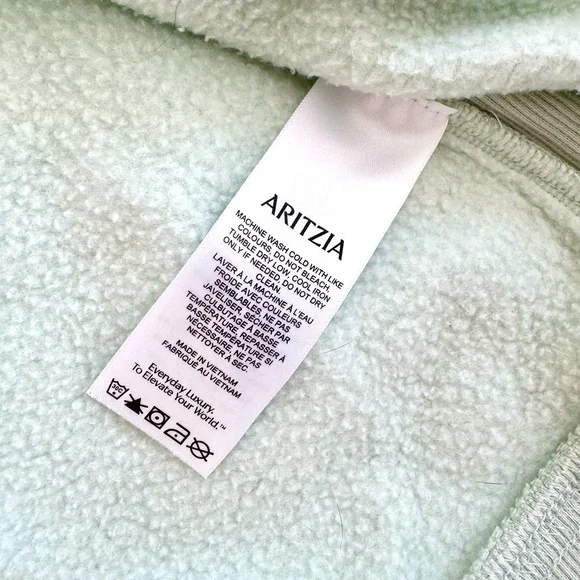 ARITZIA
MACHINE WASH COLD WITH LIKE
COLOURS, DO NOT BLEACH,
TUMBLE DRY LOW, COOL IRON
ONLY IF NEEDED, DO NOT DRY
CLEAN
LAVER À LA MACHINE À L'EAU
FROIDE AVEC COULEURS
SEMBLABLES, NE PAS
JAVELISER, SÉCHER PAR
CULBUTAGE À BASSE
TEMPÉRATURE, REPASSER À
BASSE TEMPÉRATURE SI
NÉCESSAIRE, NE PAS
NETTOYER À SEC.
MADE IN VIETNAM
FABRIQUÉ AU VIETNAM
Everyday Luxury.
To Elevate Your World.™
30C